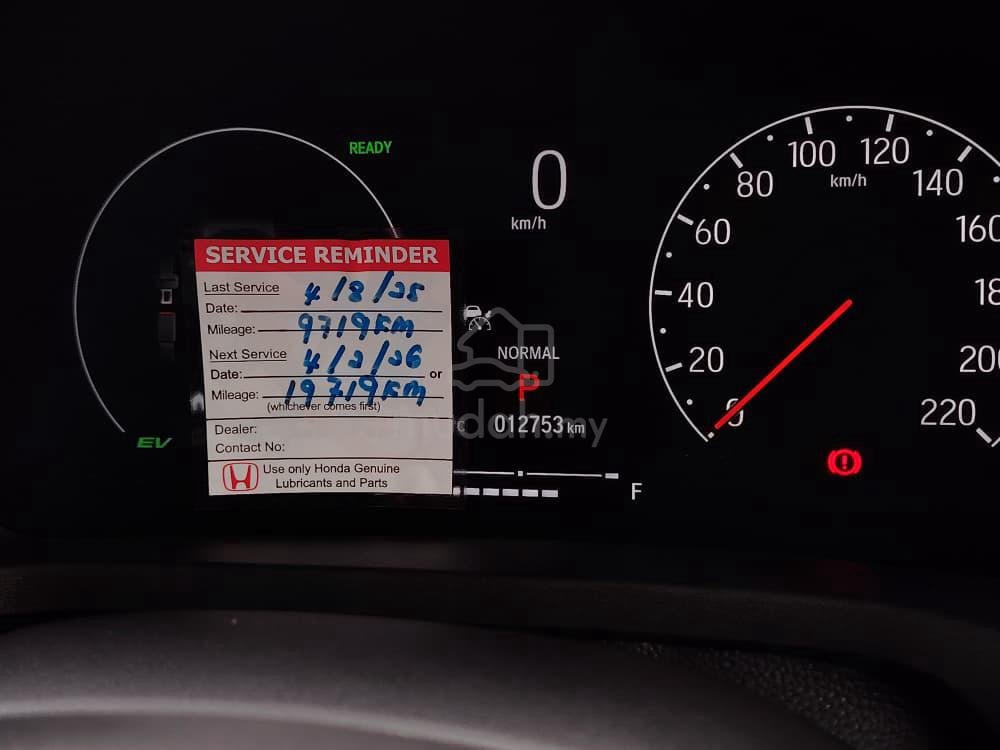 READY
0
km/h
SERVICE REMINDER
Last Service
Date: 4/8/25
Mileage: 9719KM
Next Service
Date: 4/2/26 or
Mileage: 19719KM
(whichever comes first)
Dealer:
Contact No:
Use only Honda Genuine
Lubricants and Parts
EV
NORMAL
P
012753 km
F
0
20
40
60
80
100
120
140
160
200
220
km/h